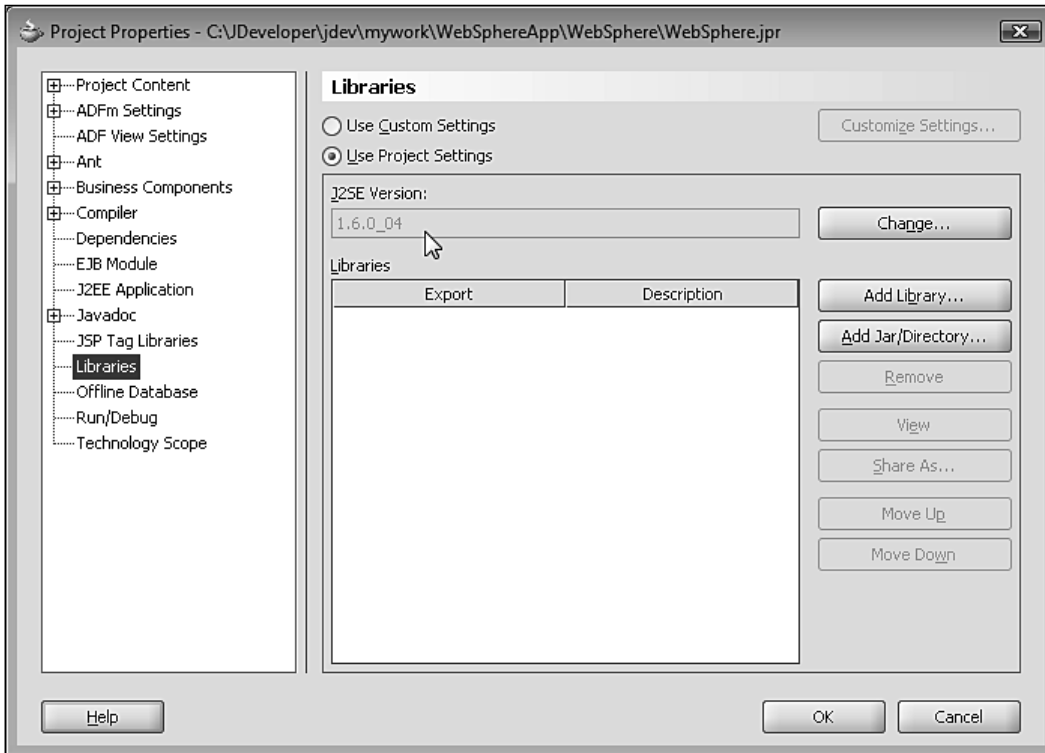 Project Properties - C:\JDeveloper\jdev\mywork\WebSphereApp\WebSphere\WebSphere.jpr
Project Content
ADFm Settings
ADF View Settings
Ant
Business Components
Compiler
Dependencies
EJB Module
J2EE Application
Javadoc
JSP Tag Libraries
Libraries
Offline Database
Run/Debug
Technology Scope
Libraries
Use Custom Settings
Customize Settings...
Use Project Settings
J2SE Version:
1.6.0_04
Change...
Libraries
Export Description
Add Library...
Add Jar/Directory...
Remove
View
Share As...
Move Up
Move Down
Help
OK
Cancel